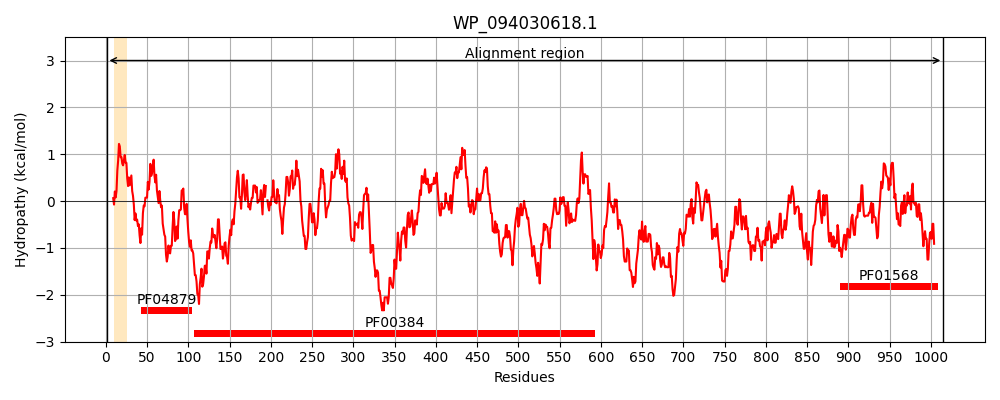 WP_094030618.1
Alignment region
3
2
1
0
−1
−2
−3
Hydropathy (kcal/mol)
PF01568
PF04879
PF00384
0 50 100 150 200 250 300 350 400 450 500 550 600 650 700 750 800 850 900 950 1000
Residues